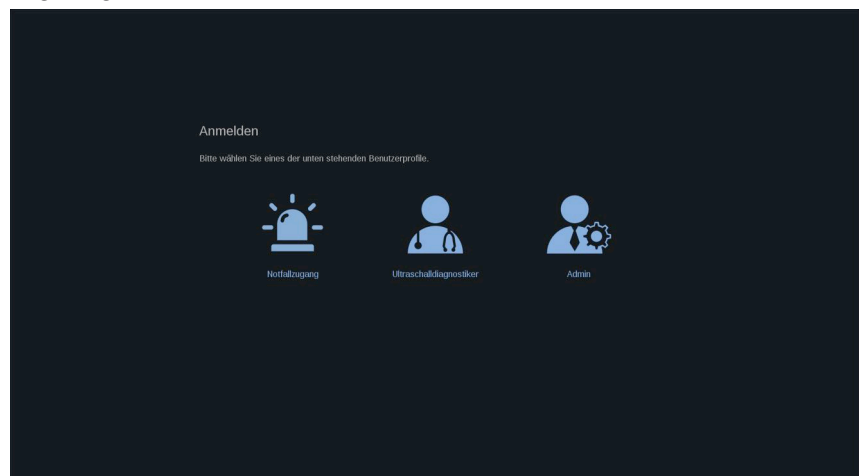 Anmelden
Bitte wählen Sie eines der unten stehenden Benutzerprofile.
Notfallzugang
Ultraschalldiagnostiker
Admin